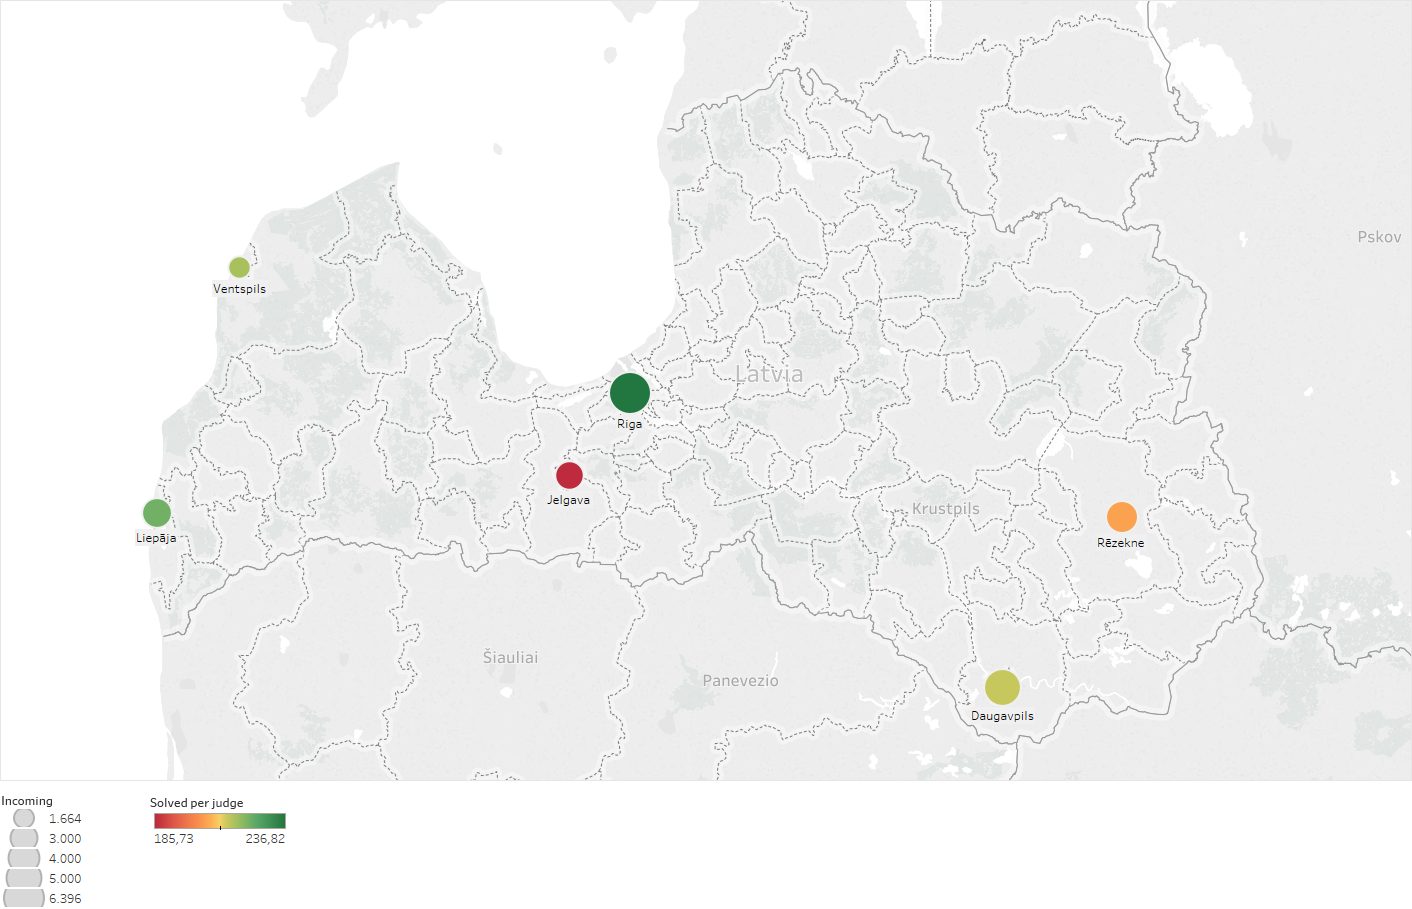 Pskov
Ventspils
Latvia
Rīga
Jelgava
Krustpils
Liepāja
Rēzekne
Šiauliai
Panevezio
Daugavpils
Incoming
1.664
3.000
4.000
5.000
6.396
Solved per judge
185,73 236,82